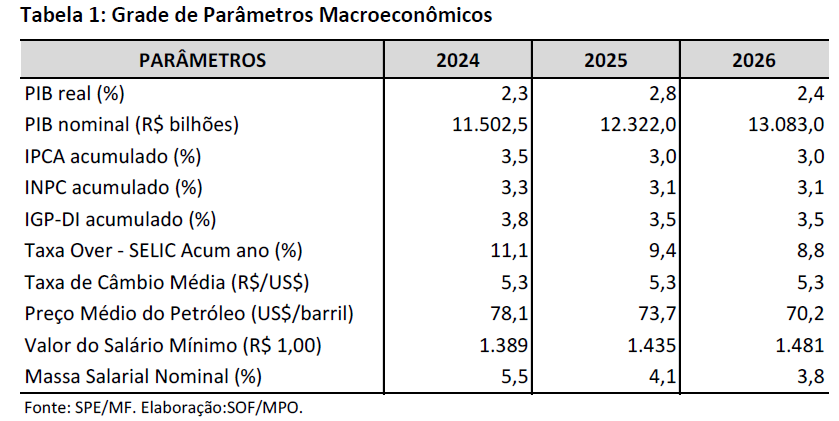 Tabela 1: Grade de Parâmetros Macroeconômicos
PARÂMETROS 2024 2025 2026
PIB real (%) 2,3 2,8 2,4
PIB nominal (R$ bilhões) 11.502,5 12.322,0 13.083,0
IPCA acumulado (%) 3,5 3,0 3,0
INPC acumulado (%) 3,3 3,1 3,1
IGP-DI acumulado (%) 3,8 3,5 3,5
Taxa Over - SELIC Acum ano (%) 11,1 9,4 8,8
Taxa de Câmbio Média (R$/US$) 5,3 5,3 5,3
Preço Médio do Petróleo (US$/barril) 78,1 73,7 70,2
Valor do Salário Mínimo (R$ 1,00) 1.389 1.435 1.481
Massa Salarial Nominal (%) 5,5 4,1 3,8
Fonte: SPE/MF. Elaboração:SOF/MPO.